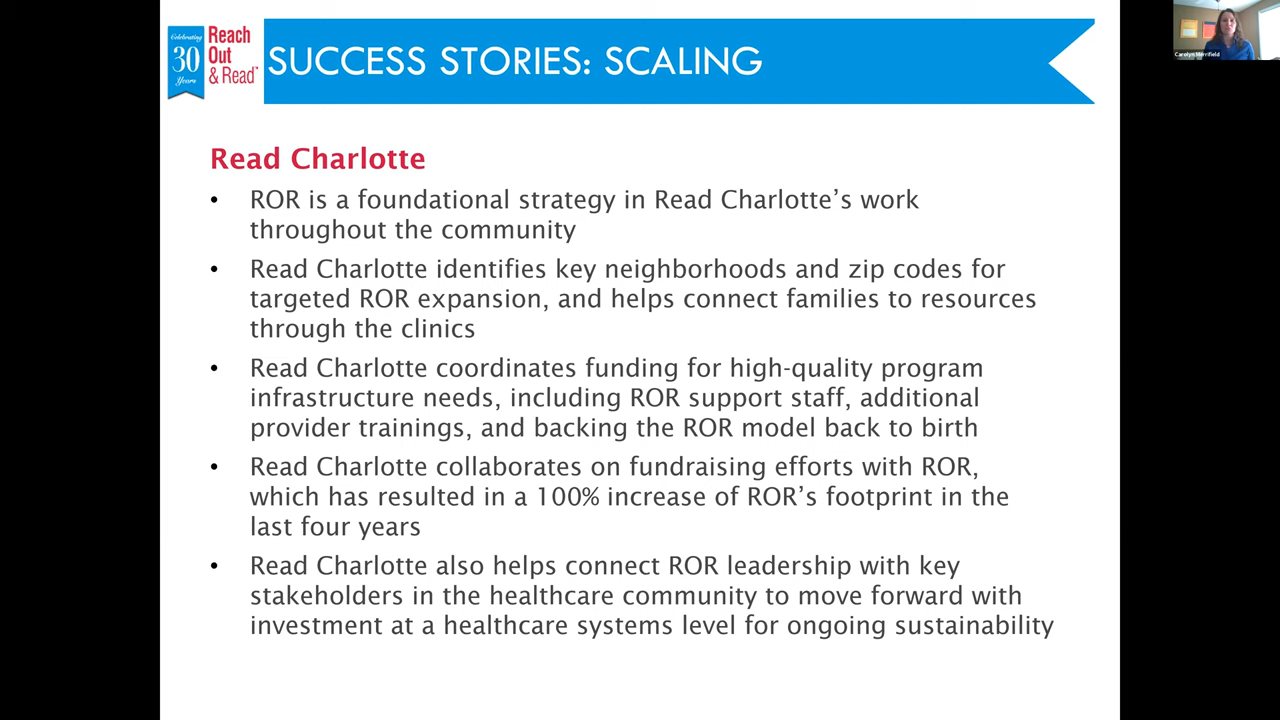 Celebrating
30
Years
Reach
Out
& Read™
SUCCESS STORIES: SCALING
Carolyn Merrifield
Read Charlotte
• ROR is a foundational strategy in Read Charlotte’s work
throughout the community
• Read Charlotte identifies key neighborhoods and zip codes for
targeted ROR expansion, and helps connect families to resources
through the clinics
• Read Charlotte coordinates funding for high-quality program
infrastructure needs, including ROR support staff, additional
provider trainings, and backing the ROR model back to birth
• Read Charlotte collaborates on fundraising efforts with ROR,
which has resulted in a 100% increase of ROR’s footprint in the
last four years
• Read Charlotte also helps connect ROR leadership with key
stakeholders in the healthcare community to move forward with
investment at a healthcare systems level for ongoing sustainability